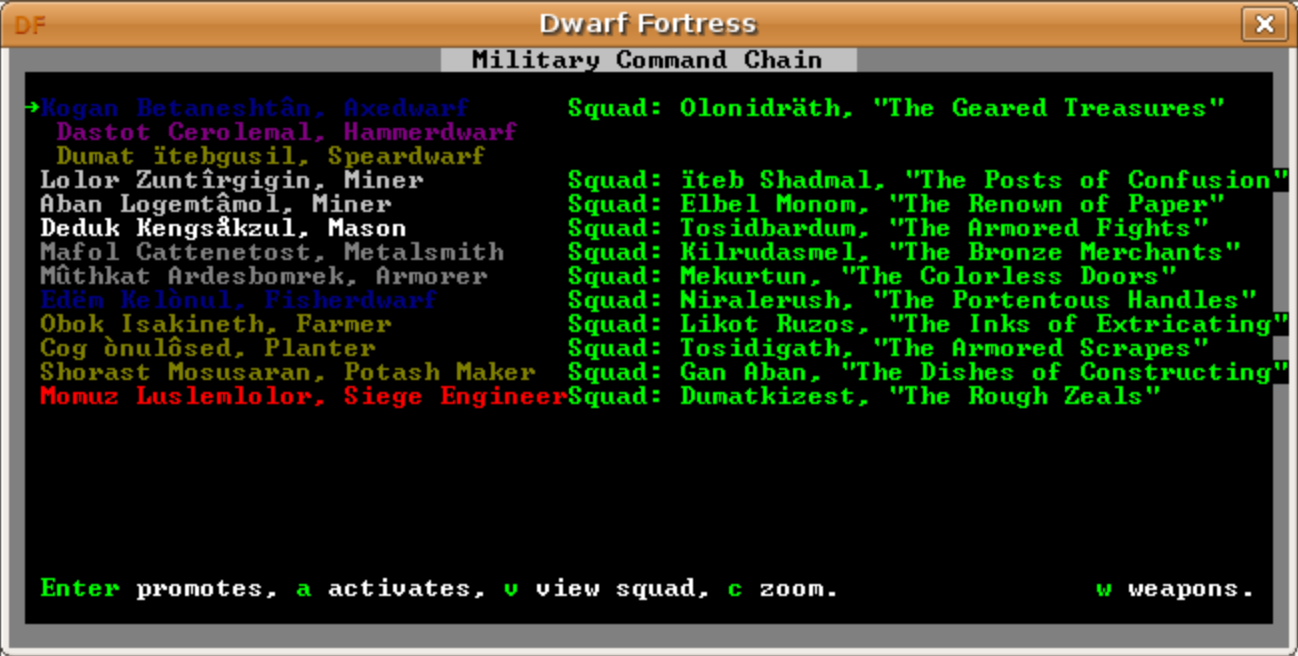 DF Dwarf Fortress
Military Command Chain
→Kogan Betaneshtân, Axedwarf Squad: Olonidräth, "The Geared Treasures"
Dastot Cerolemal, Hammerdwarf
Dumat ïtebgusil, Speardwarf
Lolor Zuntîrgigin, Miner Squad: ïteb Shadmal, "The Posts of Confusion"
Aban Logemtâmol, Miner Squad: Elbel Monom, "The Renown of Paper"
Deduk Kengsåkzul, Mason Squad: Tosidbardum, "The Armored Fights"
Mafol Cattenetost, Metalsmith Squad: Kilrudasmel, "The Bronze Merchants"
Mûthkat Ardesbomrek, Armorer Squad: Mekurtun, "The Colorless Doors"
Edëm Kelònul, Fisherdwarf Squad: Niralerush, "The Portentous Handles"
Obok Isakineth, Farmer Squad: Likot Ruzos, "The Inks of Extricating"
Cog ònulôsed, Planter Squad: Tosidigath, "The Armored Scrapes"
Shorast Mosusaran, Potash Maker Squad: Gan Aban, "The Dishes of Constructing"
Momuz Luslemlolor, Siege EngineerSquad: Dumatkizest, "The Rough Zeals"
Enter promotes, a activates, v view squad, c zoom. w weapons.